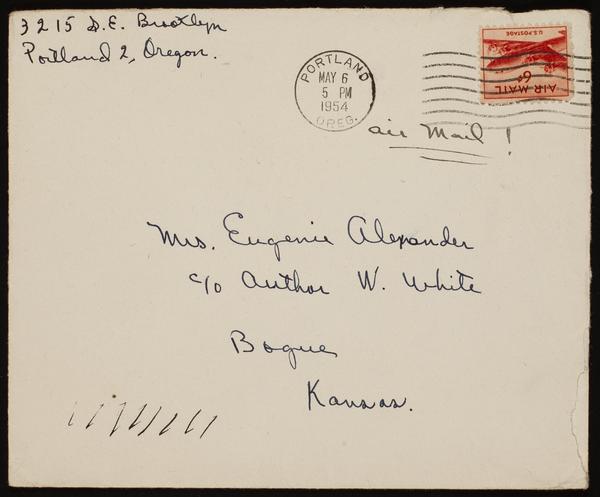 3215 S.E. Brooklyn
Portland 2, Oregon.
PORTLAND
MAY 6
5 PM
1954
OREG.
U.S. POSTAGE
6¢
AIR MAIL
air Mail!
Mrs. Eugenie Alexander
c/o Author W. White
Bogue
Kansas.